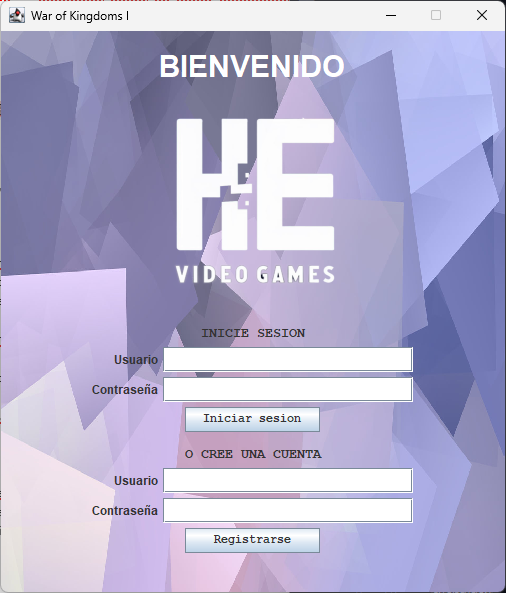 War of Kingdoms I
BIENVENIDO
HE
VIDEO GAMES
INICIE SESION
Usuario
Contraseña
Iniciar sesion
O CREE UNA CUENTA
Usuario
Contraseña
Registrarse